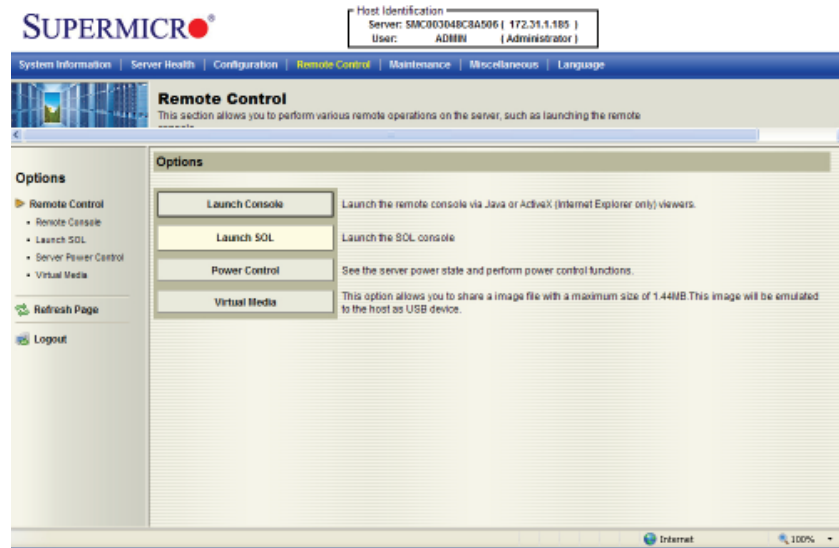 SUPERMICR®
Host Identification
Server: SMC003048C8A506 ( 172.31.1.185 )
User: ADMIN ( Administrator )
System Information | Server Health | Configuration | Remote Control | Maintenance | Miscellaneous | Language
Remote Control
This section allows you to perform various remote operations on the server, such as launching the remote
Options
Remote Control
Remote Console
Launch SOL
Server Power Control
Virtual Media
Refresh Page
Logout
Options
Launch Console
Launch the remote console via Java or ActiveX (Internet Explorer only) viewers.
Launch SOL
Launch the SOL console
Power Control
See the server power state and perform power control functions.
Virtual Media
This option allows you to share a image file with a maximum size of 1.44MB.This image will be emulated
to the host as USB device.
Internet
100%